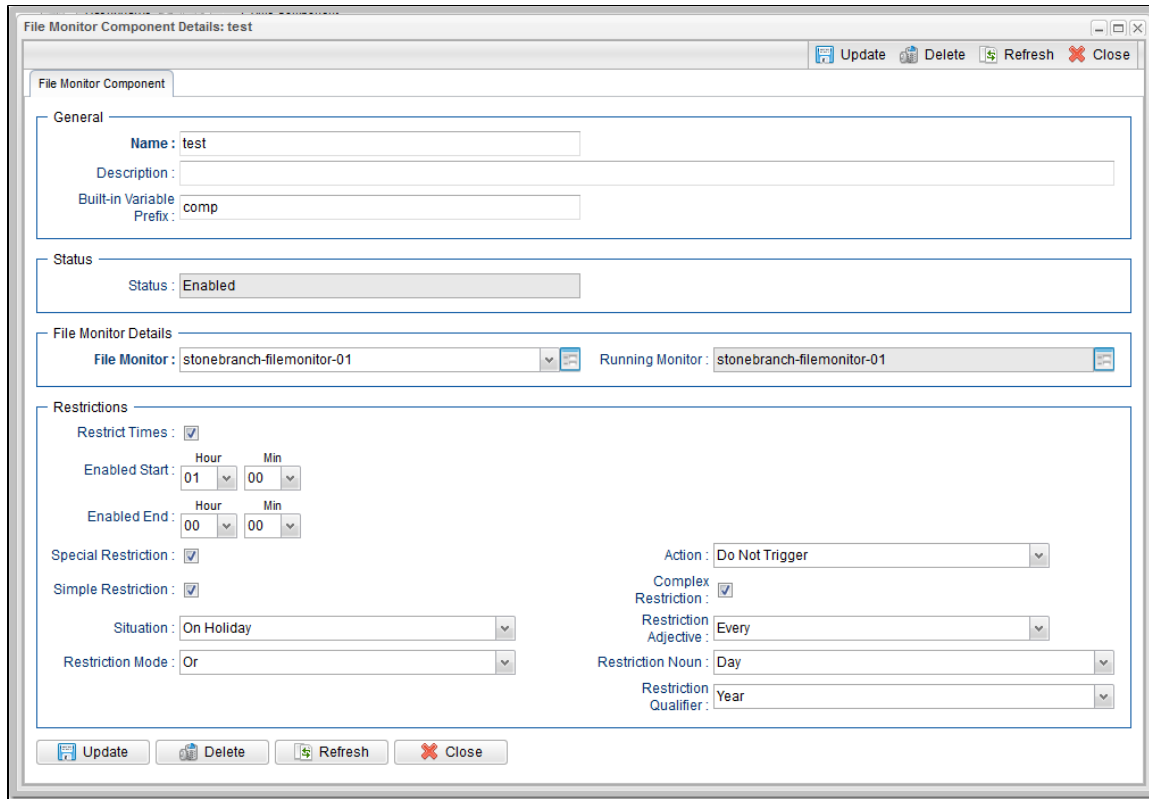 File Monitor Component Details: test
Update Delete Refresh Close
File Monitor Component
General
Name : test
Description :
Built-in Variable
Prefix : comp
Status
Status : Enabled
File Monitor Details
File Monitor : stonebranch-filemonitor-01 Running Monitor : stonebranch-filemonitor-01
Restrictions
Restrict Times :
Hour Min
Enabled Start : 01 00
Hour Min
Enabled End : 00 00
Special Restriction : Action : Do Not Trigger
Simple Restriction : Complex
Restriction :
Situation : On Holiday Restriction
Adjective : Every
Restriction Mode : Or Restriction Noun : Day
Restriction
Qualifier : Year
Update Delete Refresh Close